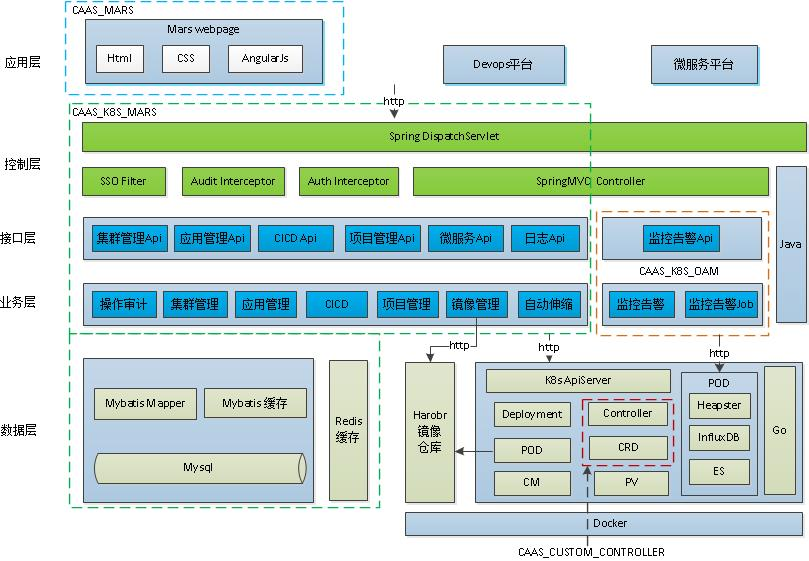 CAAS_MARS
Mars webpage
应用层
Html
CSS
AngularJs
Devops平台
微服务平台
http
CAAS_K8S_MARS
Spring DispatchServlet
控制层
SSO Filter
Audit Interceptor
Auth Interceptor
SpringMVC Controller
接口层
集群管理Api
应用管理Api
CICD Api
项目管理Api
微服务Api
日志Api
监控告警Api
Java
CAAS_K8S_OAM
业务层
操作审计
集群管理
应用管理
CICD
项目管理
镜像管理
自动伸缩
监控告警
监控告警Job
http
http
http
数据层
Mybatis Mapper
Mybatis 缓存
Mysql
Redis
缓存
Harobr
镜像
仓库
K8s ApiServer
Deployment
Controller
POD
CRD
CM
PV
POD
Heapster
InfluxDB
ES
Go
Docker
CAAS_CUSTOM_CONTROLLER